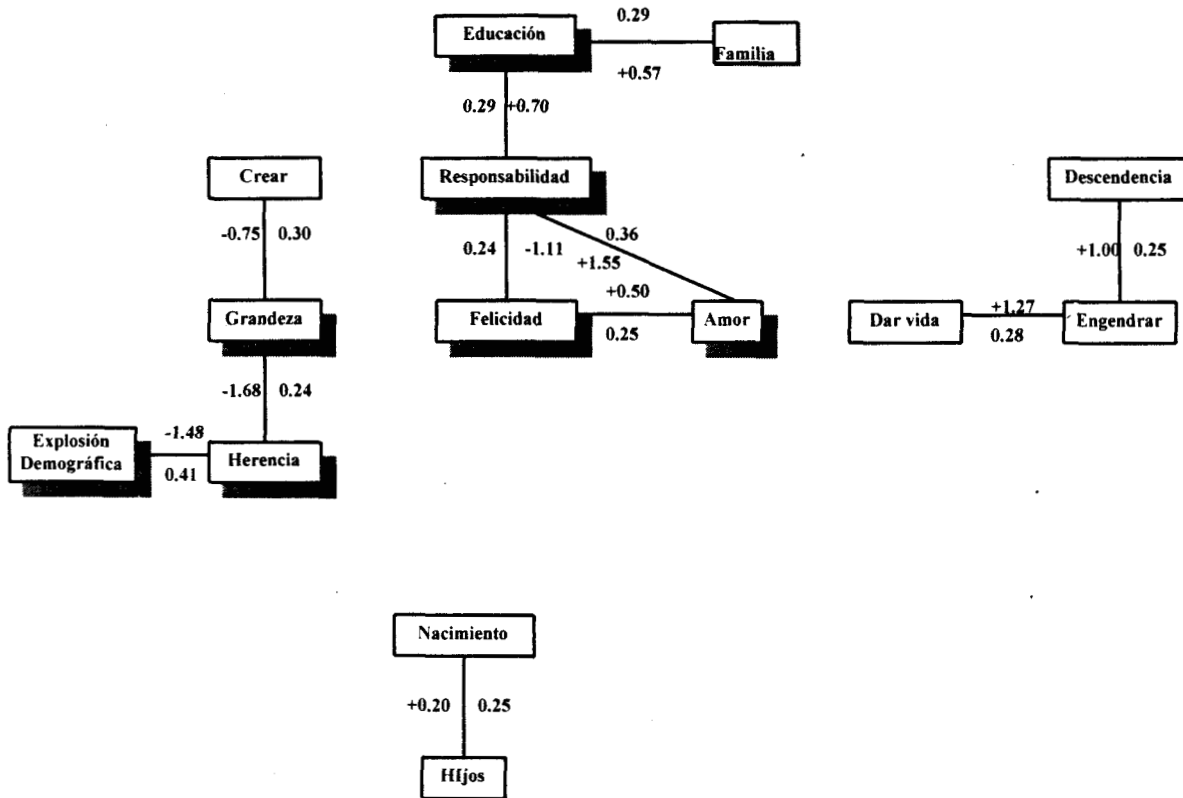 0.29
Educación
Familia
+0.57
0.29 +0.70
Crear
Responsabilidad
Descendencia
-0.75 0.30
0.24 -1.11
0.36
+1.55
+1.00 0.25
+0.50
Grandeza
Felicidad
Amor
0.25
Dar vida
+1.27
0.28
Engendrar
-1.68 0.24
Explosión
Demográfica
-1.48
0.41
Herencia
Nacimiento
+0.20 0.25
HIjos